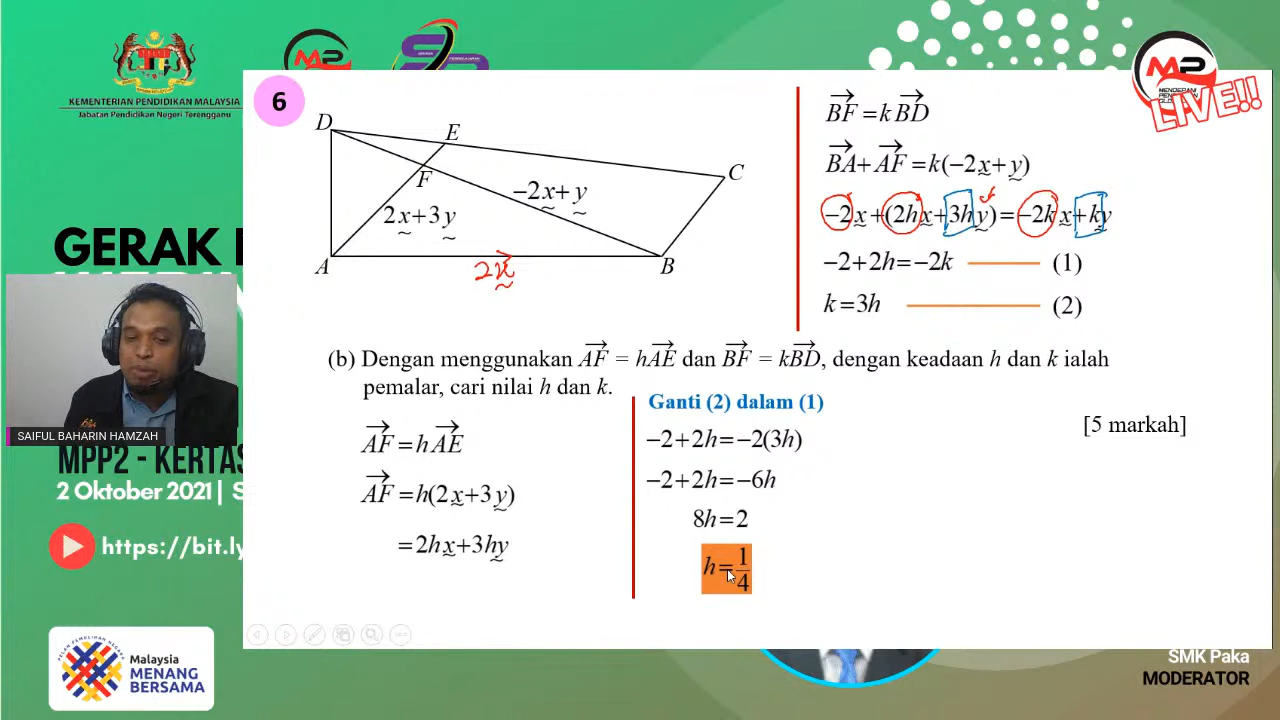 KEMENTERIAN PENDIDIKAN MALAYSIA
Jabatan Pendidikan Negeri Terengganu
MP
MP
LIVE!!
GERAK
SAIFUL BAHARIN HAMZAH
MPP2 - KERTAS
2 Oktober 2021| S
https://bit.ly
Malaysia
MENANG
BERSAMA
SMK Paka
MODERATOR
6
D
E
C
F
A
B
−2x+y
2x+3y
2x
BF = k BD
BA + AF = k(−2x+y)
−2x+(2hx+3hy)=−2kx+ky
−2+2h=−2k (1)
k=3h (2)
(b) Dengan menggunakan AF = hAE dan BF = kBD, dengan keadaan h dan k ialah
pemalar, cari nilai h dan k.
[5 markah]
AF = h AE
AF = h(2x+3y)
=2hx+3hy
Ganti (2) dalam (1)
−2+2h=−2(3h)
−2+2h=−6h
8h=2
h=1/4